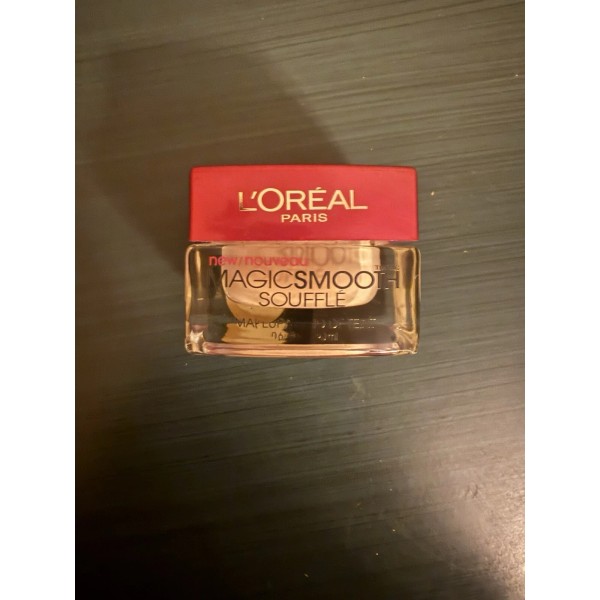 L'ORÉAL
PARIS
new/nouveau
MAGICSMOOTH
SOUFFLÉ